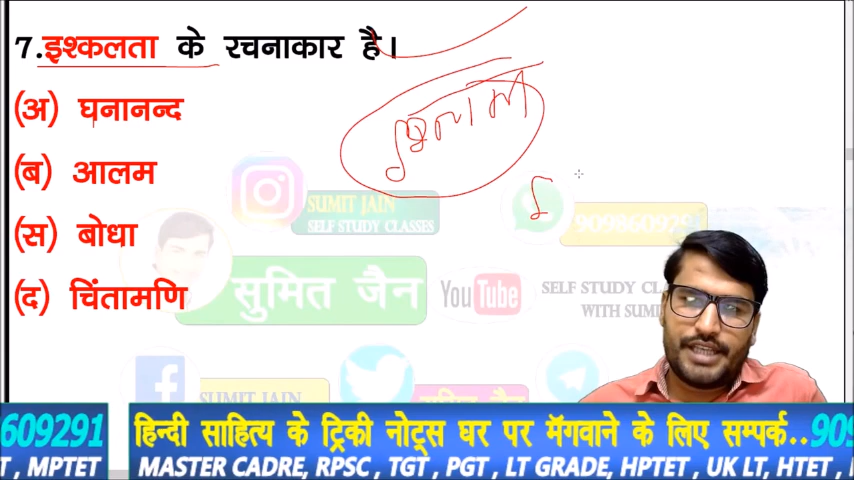 7.इश्कलता के रचनाकार है।
(अ) घनानन्द
(ब) आलम
(स) बोधा
(द) चिंतामणि
SUMIT JAIN
SELF STUDY CLASSES
909860929
सुमित जैन
YouTube
SELF STUDY CLA
WITH SUMI
SUMIT JAIN
सुमित जैन
609291
हिन्दी साहित्य के ट्रिकी नोट्स घर पर मँगवाने के लिए सम्पर्क..
90
T, MPTET
MASTER CADRE, RPSC, TGT, PGT, LT GRADE, HPTET, UK LT, HTET,